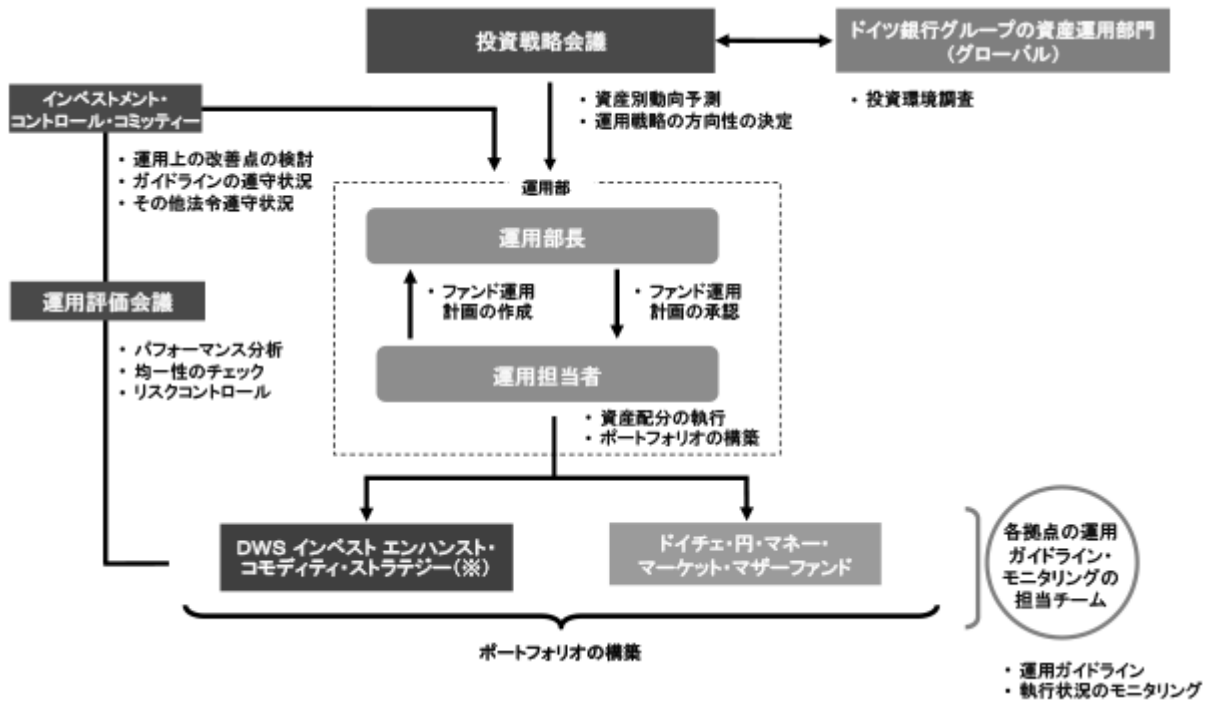 投資戦略会議
ドイツ銀行グループの資産運用部門
(グローバル)
・投資環境調査
・資産別動向予測
・運用戦略の方向性の決定
インベストメント・
コントロール・コミッティー
・運用上の改善点の検討
・ガイドラインの遵守状況
・その他法令遵守状況
運用部
運用部長
・ファンド運用
計画の作成
・ファンド運用
計画の承認
運用評価会議
・パフォーマンス分析
・均一性のチェック
・リスクコントロール
運用担当者
・資産配分の執行
・ポートフォリオの構築
DWS インベスト エンハンスト・
コモディティ・ストラテジー(※)
ドイチェ・円・マネー・
マーケット・マザーファンド
各拠点の運用
ガイドライン・
モニタリングの
担当チーム
ポートフォリオの構築
・運用ガイドライン
・執行状況のモニタリング